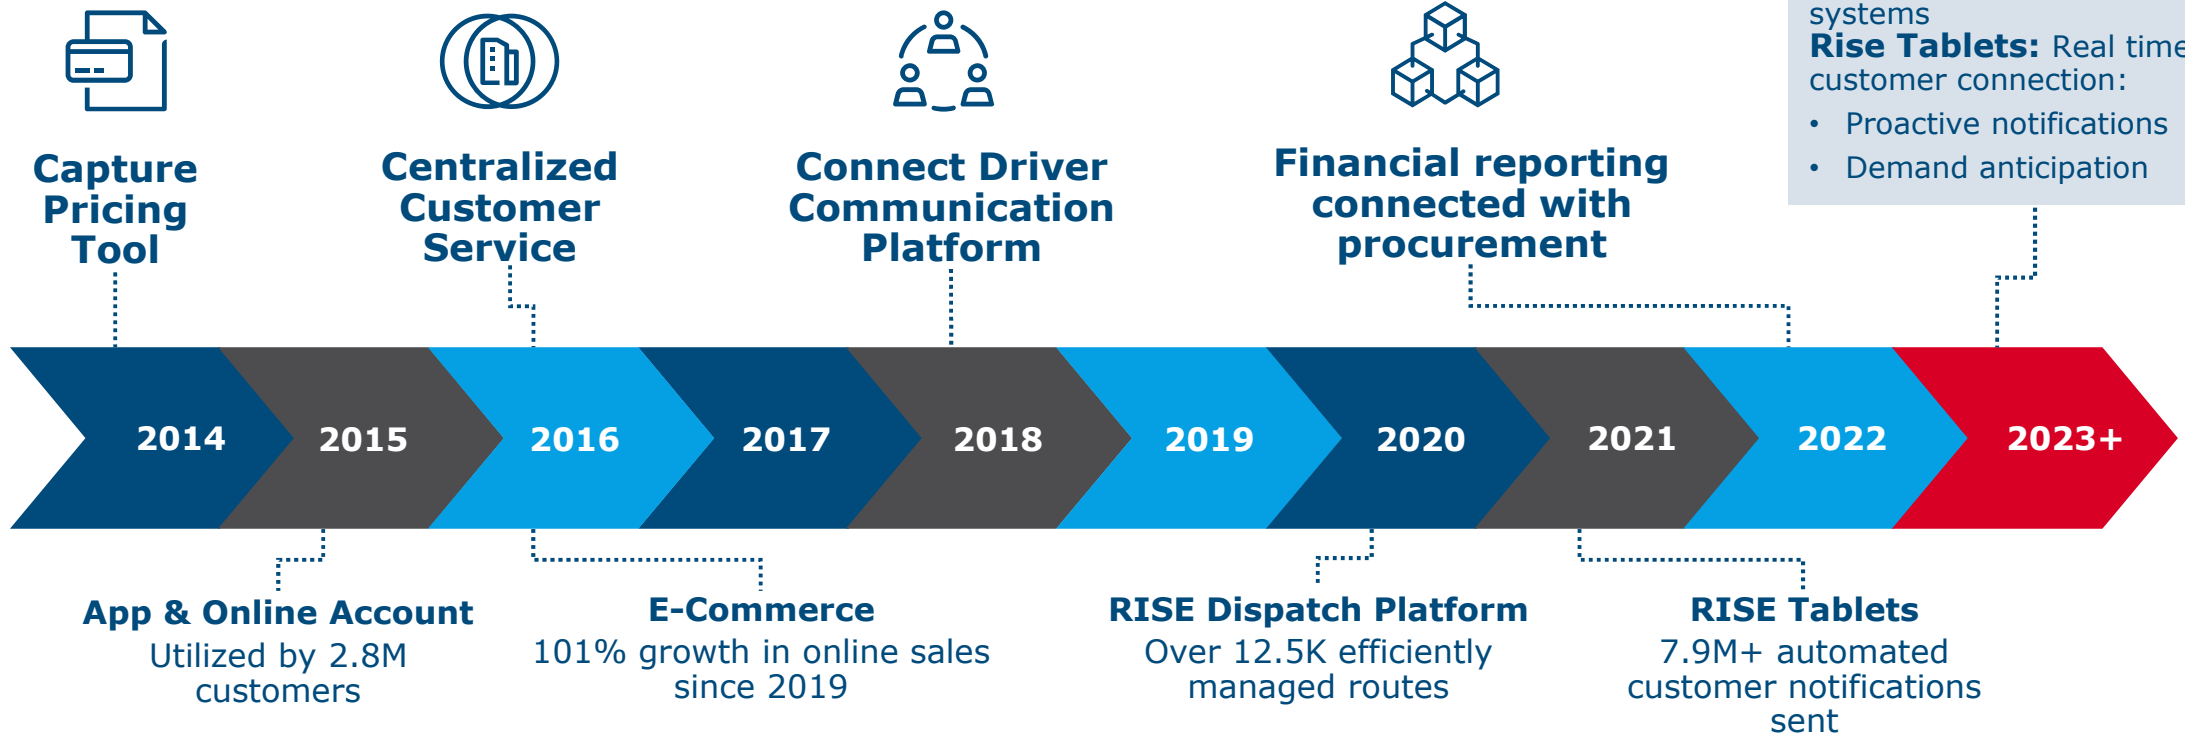 Capture
Pricing
Tool
Centralized
Customer
Service
Connect Driver
Communication
Platform
Financial reporting
connected with
procurement
systems
Rise Tablets: Real time
customer connection:
• Proactive notifications
• Demand anticipation
2014
2015
2016
2017
2018
2019
2020
2021
2022
2023+
App & Online Account
Utilized by 2.8M
customers
E-Commerce
101% growth in online sales
since 2019
RISE Dispatch Platform
Over 12.5K efficiently
managed routes
RISE Tablets
7.9M+ automated
customer notifications
sent